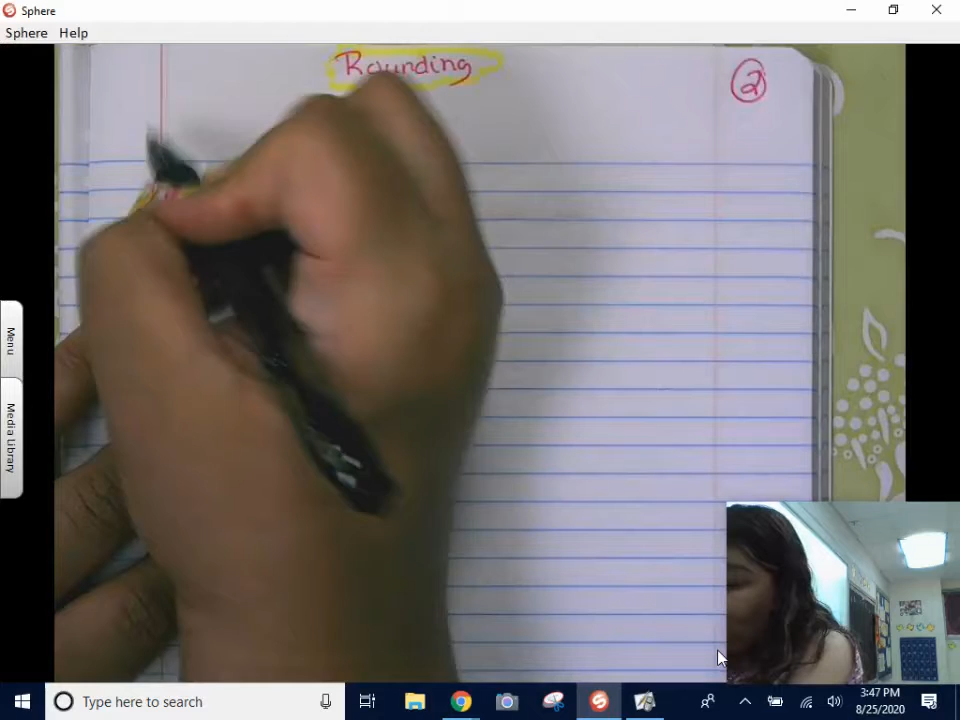 Sphere
Sphere Help
Rounding
2
Menu
Media Library
Type here to search
3:47 PM
8/25/2020